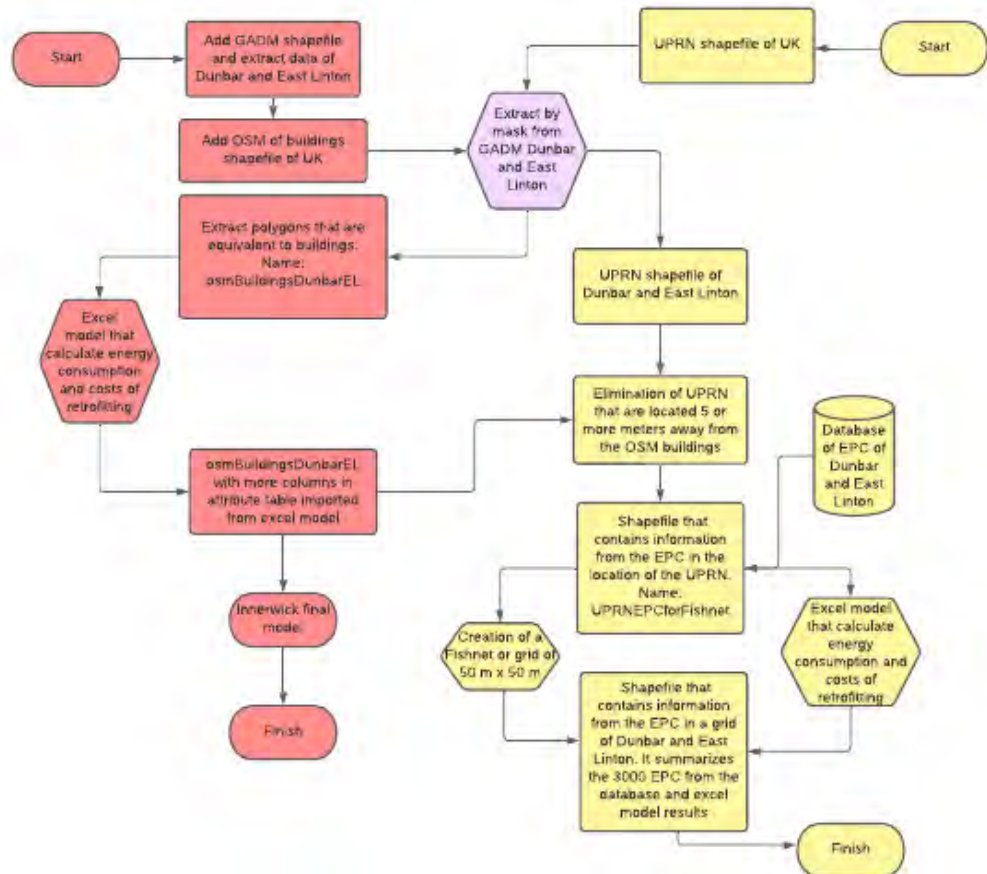 Start
Add GADM shapefile
and extract data of
Dunbar and East Linton
UPRN shapefile of
UK
Start
Add OSM of buildings
shapefile of UK
Extract by
mask from
GADM Dunbar
and East
Linton
Extract polygons that are
equivalent to buildings.
Name:
osmBuildingsDunbarEL
UPRN shapefile of
Dunbar and East Linton
Excel
model that
calculate energy
consumption
and costs of
retrofitting
Elimination of UPRN
that are located 5 or
more meters away from
the OSM buildings
Database
of EPC of
Dunbar
and East
Linton
osmBuildingsDunbarEL
with more columns in
attribute table imported
from excel model
Shapefile that
contains information
from the EPC in the
location of the UPRN.
Name:
UPRNEPCforFishnet
Innerwick final
model
Creation of a
Fishnet or grid of
50 m x 50 m
Excel model
that calculate
energy
consumption and
costs of
retrofitting
Shapefile that
contains information
from the EPC in a grid
of Dunbar and East
Linton. It summarizes
the 3000 EPC from the
database and excel
model results
Finish
Finish